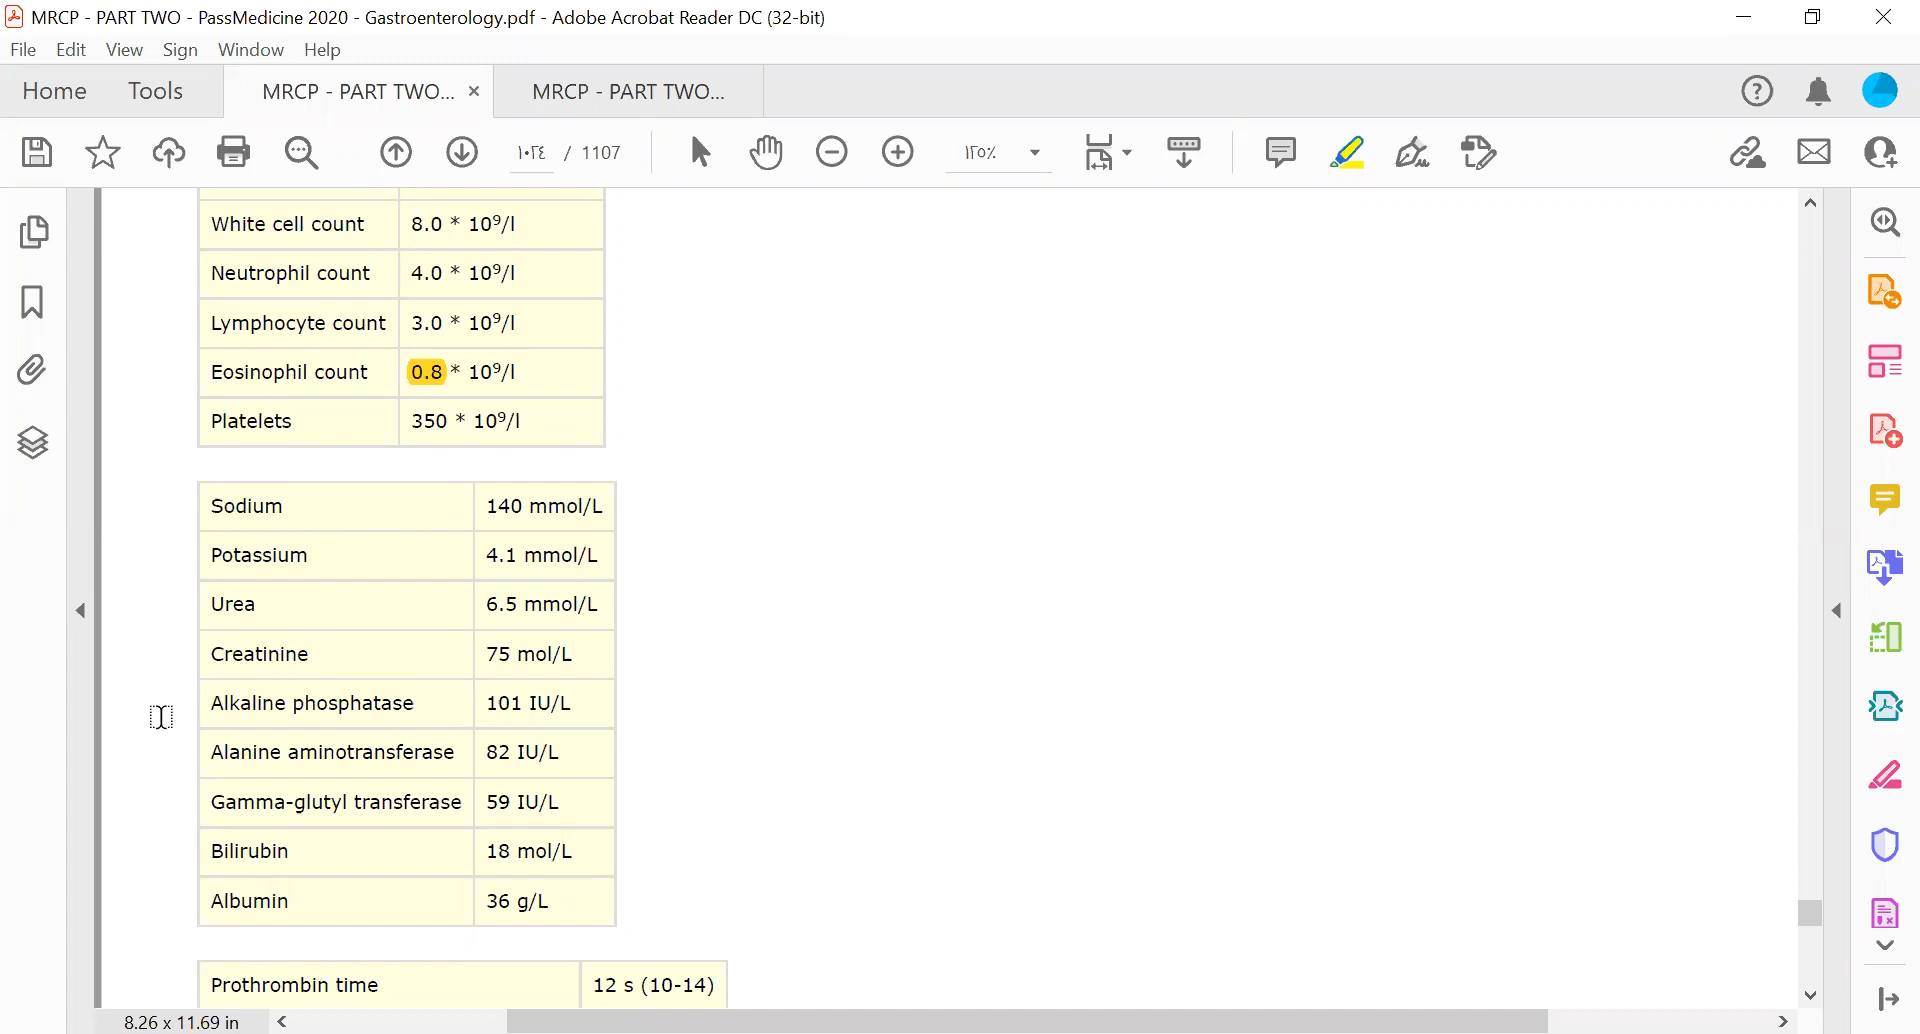 MRCP - PART TWO - PassMedicine 2020 - Gastroenterology.pdf - Adobe Acrobat Reader DC (32-bit)
File Edit View Sign Window Help
Home Tools MRCP - PART TWO... × MRCP - PART TWO...
١٠٢٤ / 1107 ١٢٥٪
White cell count 8.0 * 10⁹/l
Neutrophil count 4.0 * 10⁹/l
Lymphocyte count 3.0 * 10⁹/l
Eosinophil count 0.8 * 10⁹/l
Platelets 350 * 10⁹/l
Sodium 140 mmol/L
Potassium 4.1 mmol/L
Urea 6.5 mmol/L
Creatinine 75 mol/L
Alkaline phosphatase 101 IU/L
Alanine aminotransferase 82 IU/L
Gamma-glutyl transferase 59 IU/L
Bilirubin 18 mol/L
Albumin 36 g/L
Prothrombin time 12 s (10-14)
8.26 x 11.69 in